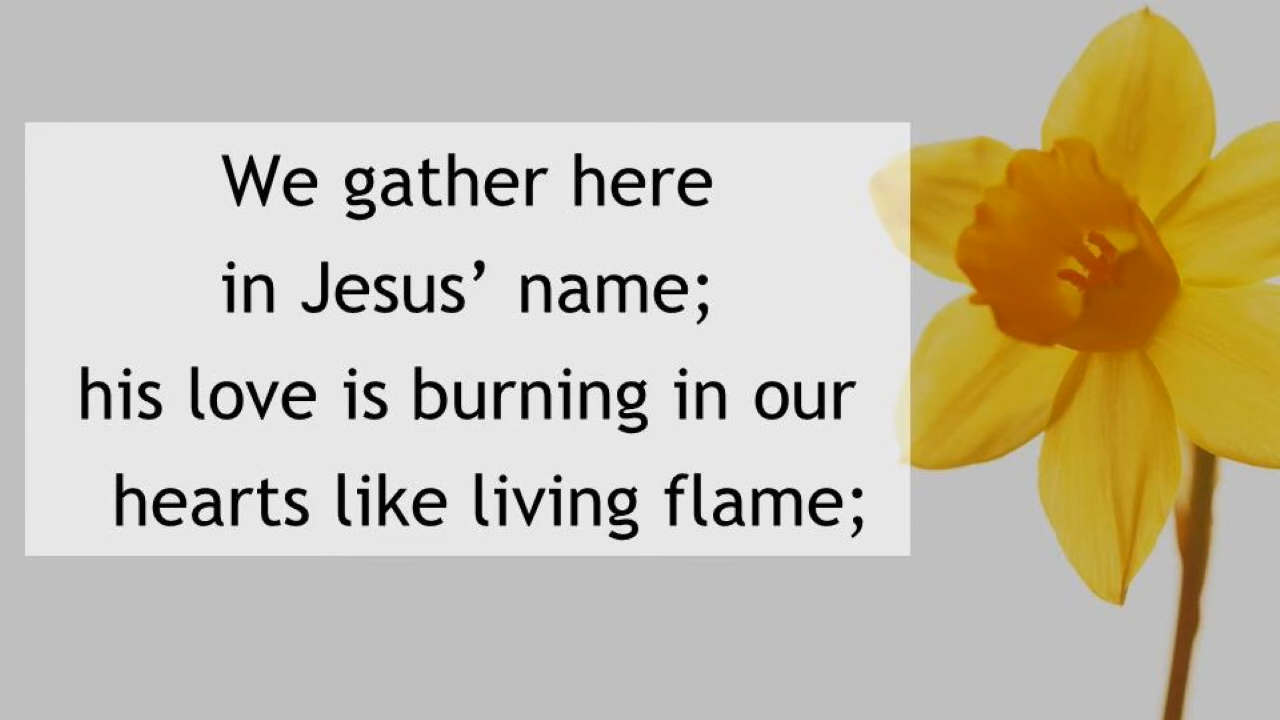 We gather here
in Jesus’ name;
his love is burning in our
hearts like living flame;